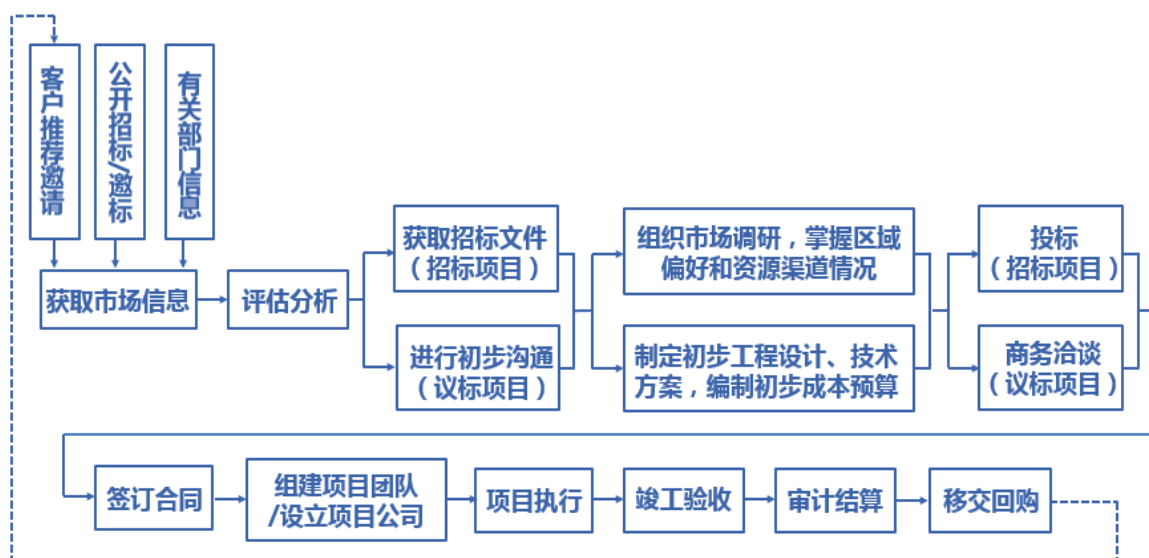 客户推荐邀请
公开招标/邀标
有关部门信息
获取市场信息
评估分析
获取招标文件
（招标项目）
进行初步沟通
（议标项目）
组织市场调研，掌握区域
偏好和资源渠道情况
制定初步工程设计、技术
方案，编制初步成本预算
投标
（招标项目）
商务洽谈
（议标项目）
签订合同
组建项目团队
/设立项目公司
项目执行
竣工验收
审计结算
移交回购